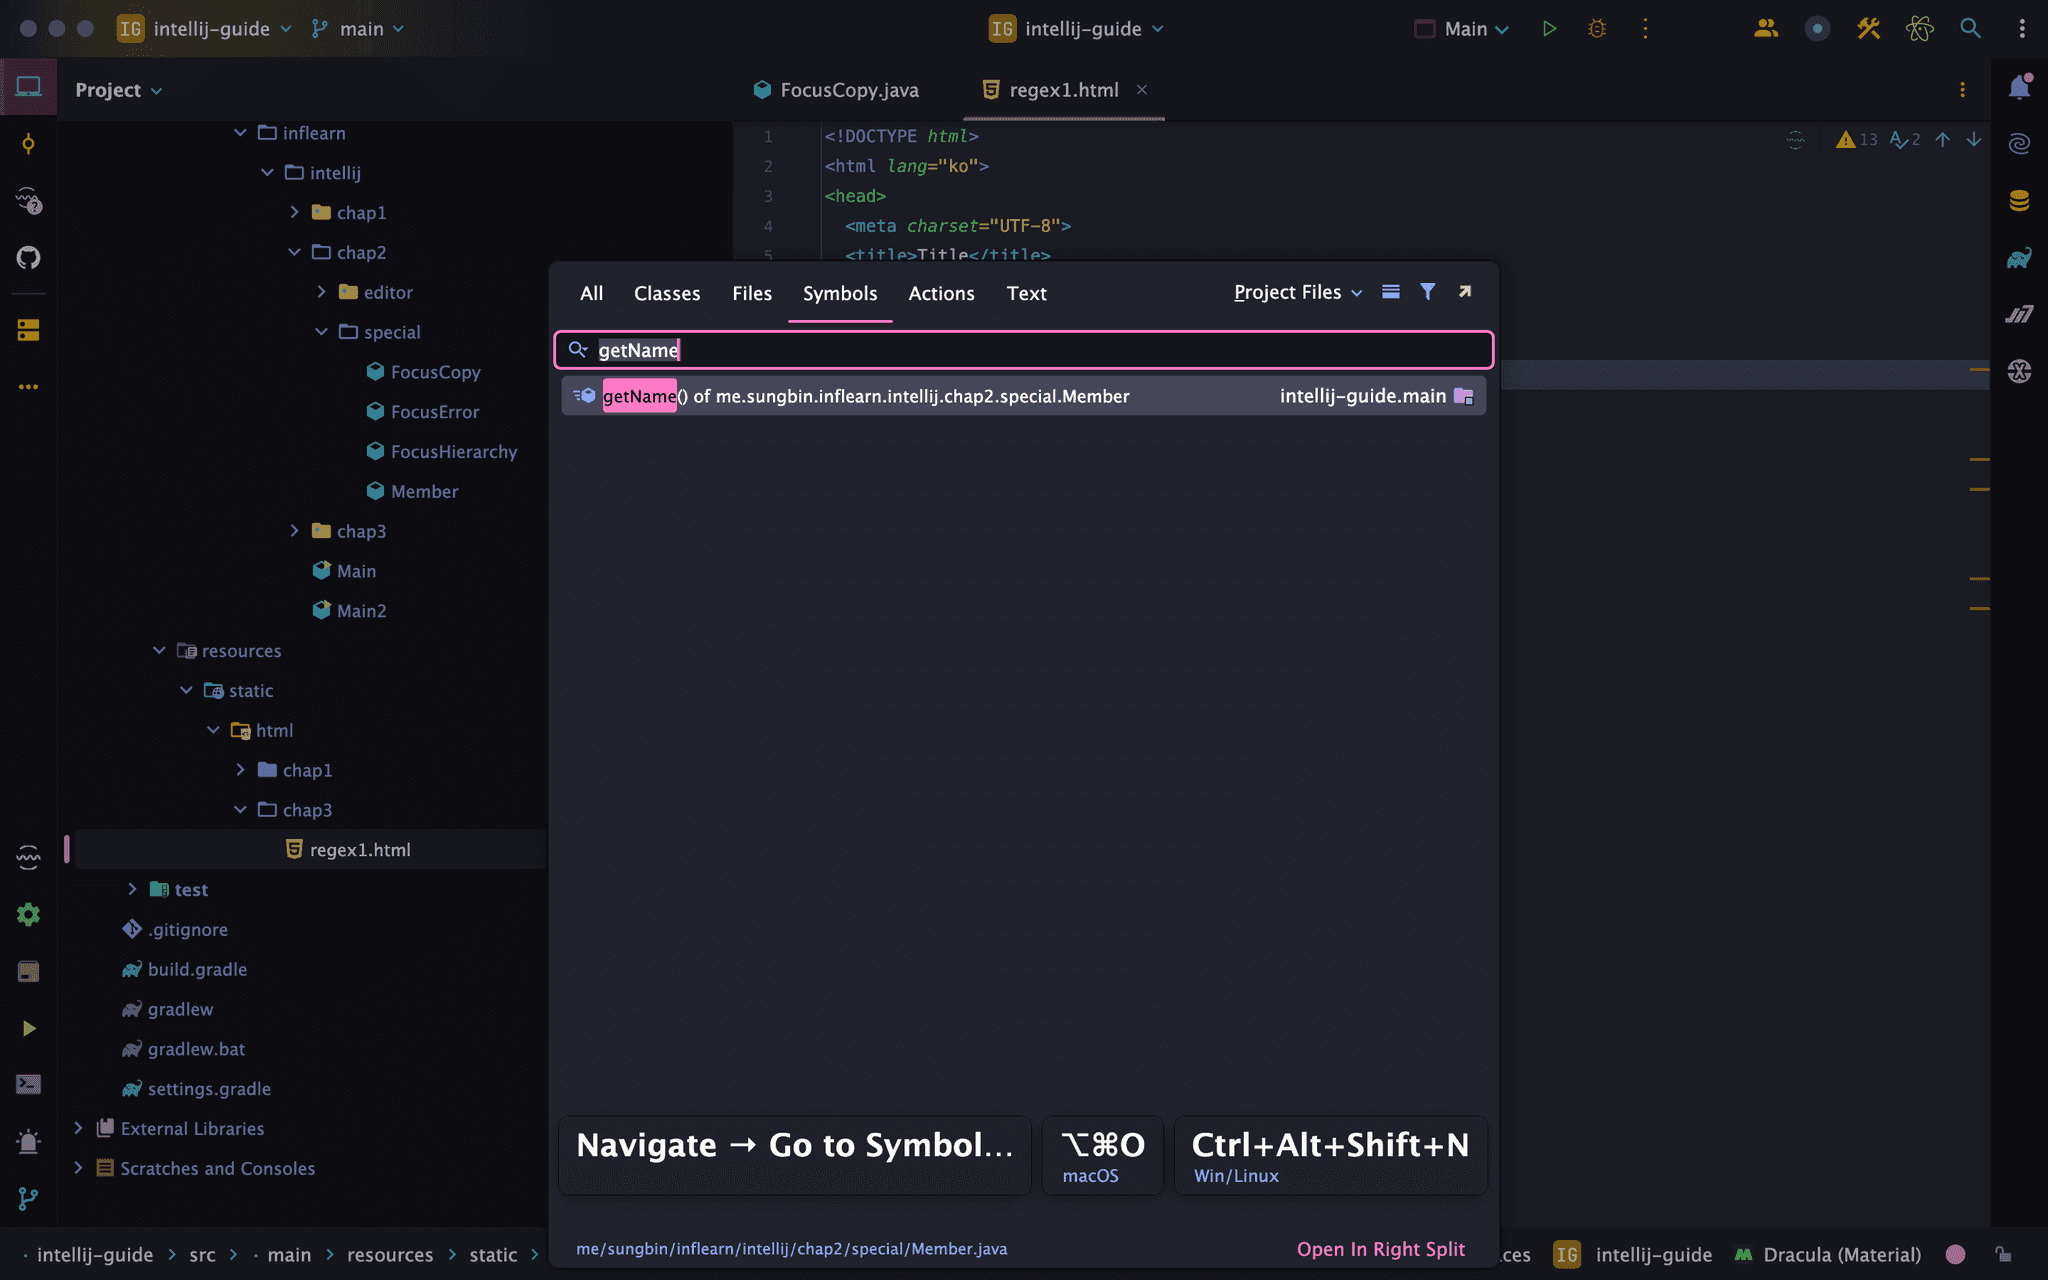 IG intellij-guide main
IG intellij-guide
Main
Project
FocusCopy.java
regex1.html
inflearn
intellij
chap1
chap2
editor
special
FocusCopy
FocusError
FocusHierarchy
Member
chap3
Main
Main2
resources
static
html
chap1
chap3
regex1.html
test
.gitignore
build.gradle
gradlew
gradlew.bat
settings.gradle
External Libraries
Scratches and Consoles
1 <!DOCTYPE html>
2 <html lang="ko">
3 <head>
4 <meta charset="UTF-8">
5 <title>Title</title>
13 2
All Classes Files Symbols Actions Text
Project Files
getName
getName() of me.sungbin.inflearn.intellij.chap2.special.Member intellij-guide.main
Navigate → Go to Symbol...
⌥⌘O
macOS
Ctrl+Alt+Shift+N
Win/Linux
me/sungbin/inflearn/intellij/chap2/special/Member.java
Open In Right Split
intellij-guide > src > main > resources > static >
ces IG intellij-guide Dracula (Material)